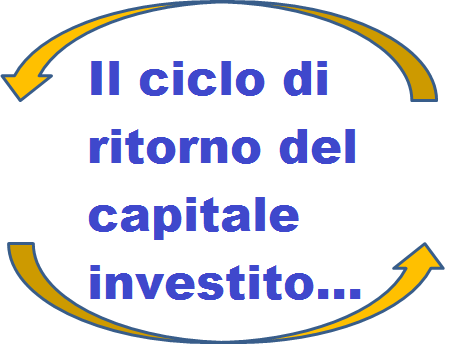 Il ciclo di
ritorno del
capitale
investito...